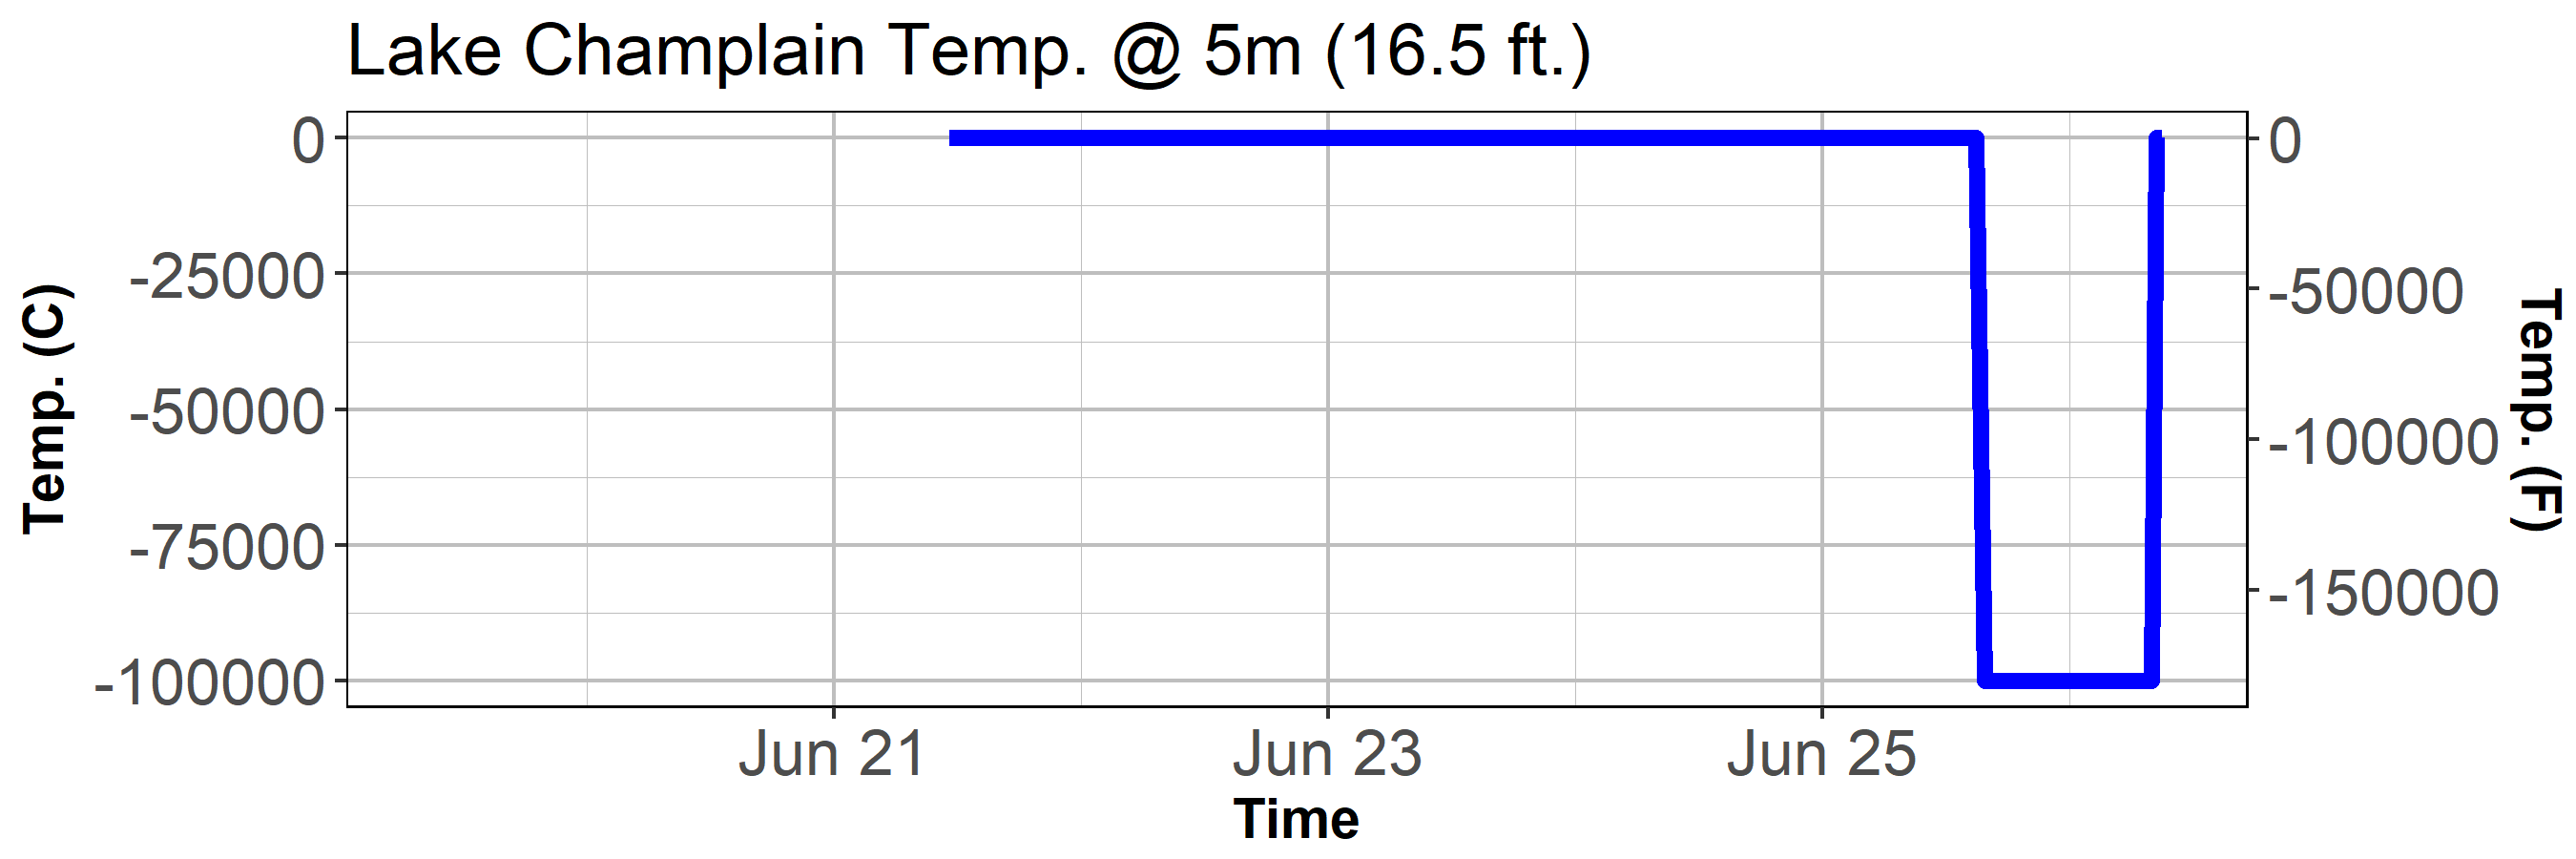 Lake Champlain Temp. @ 5m (16.5 ft.)
Temp. (C)
0
-25000
-50000
-75000
-100000
0
-50000
-100000
-150000
Temp. (F)
Jun 21
Jun 23
Jun 25
Time